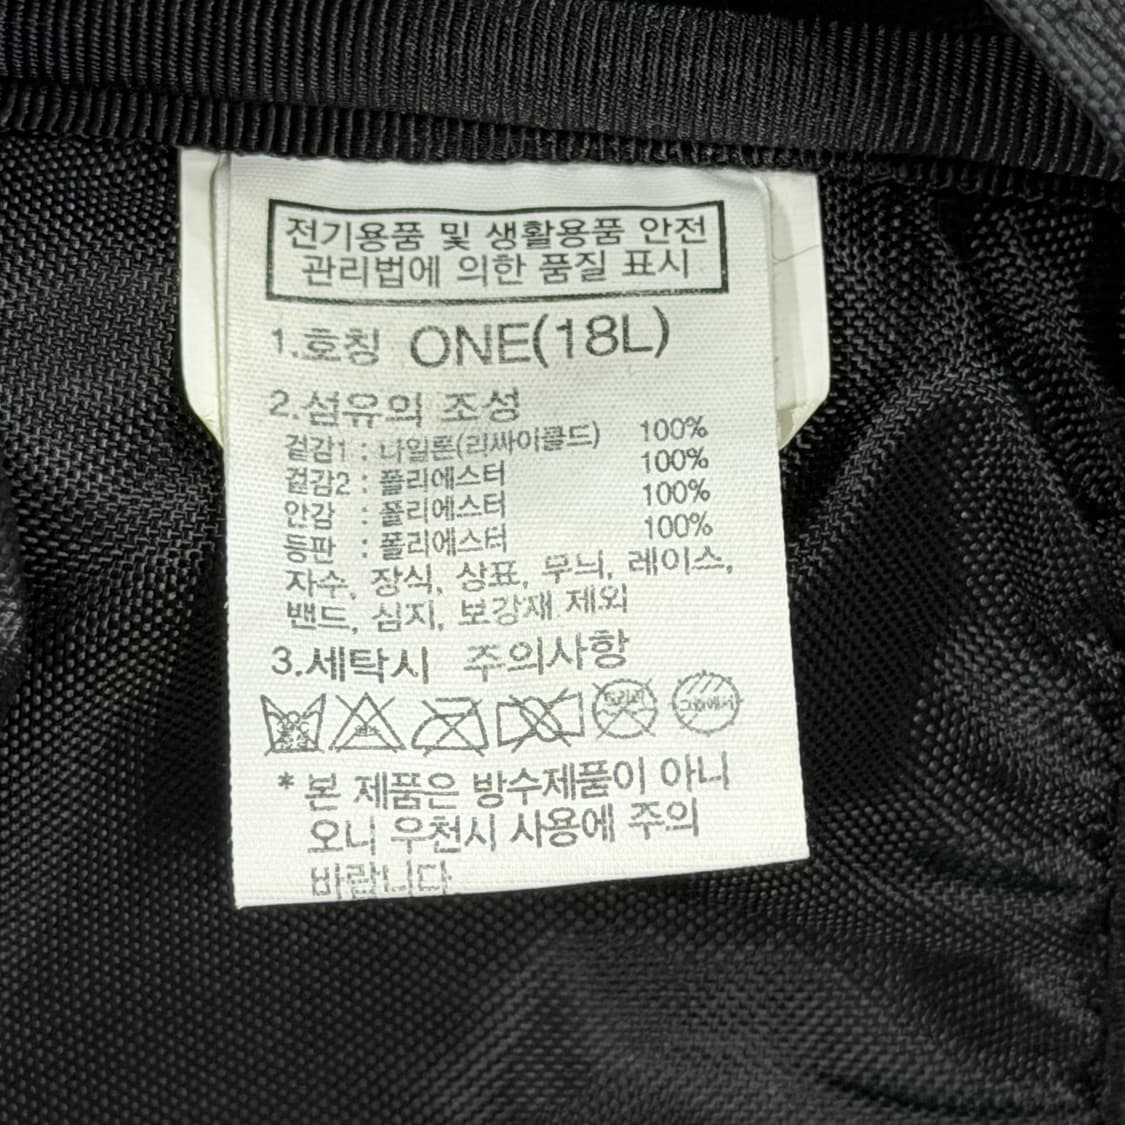 전기용품 및 생활용품 안전
관리법에 의한 품질 표시
1.호칭 ONE(18L)
2.섬유의 조성
겉감1 : 나일론(리싸이클드) 100%
겉감2 : 폴리에스터 100%
안감 : 폴리에스터 100%
등판 : 폴리에스터 100%
자수, 장식, 상표, 무늬, 레이스,
밴드, 심지, 보강재 제외
3.세탁시 주의사항
* 본 제품은 방수제품이 아니
오니 우천시 사용에 주의
바랍니다